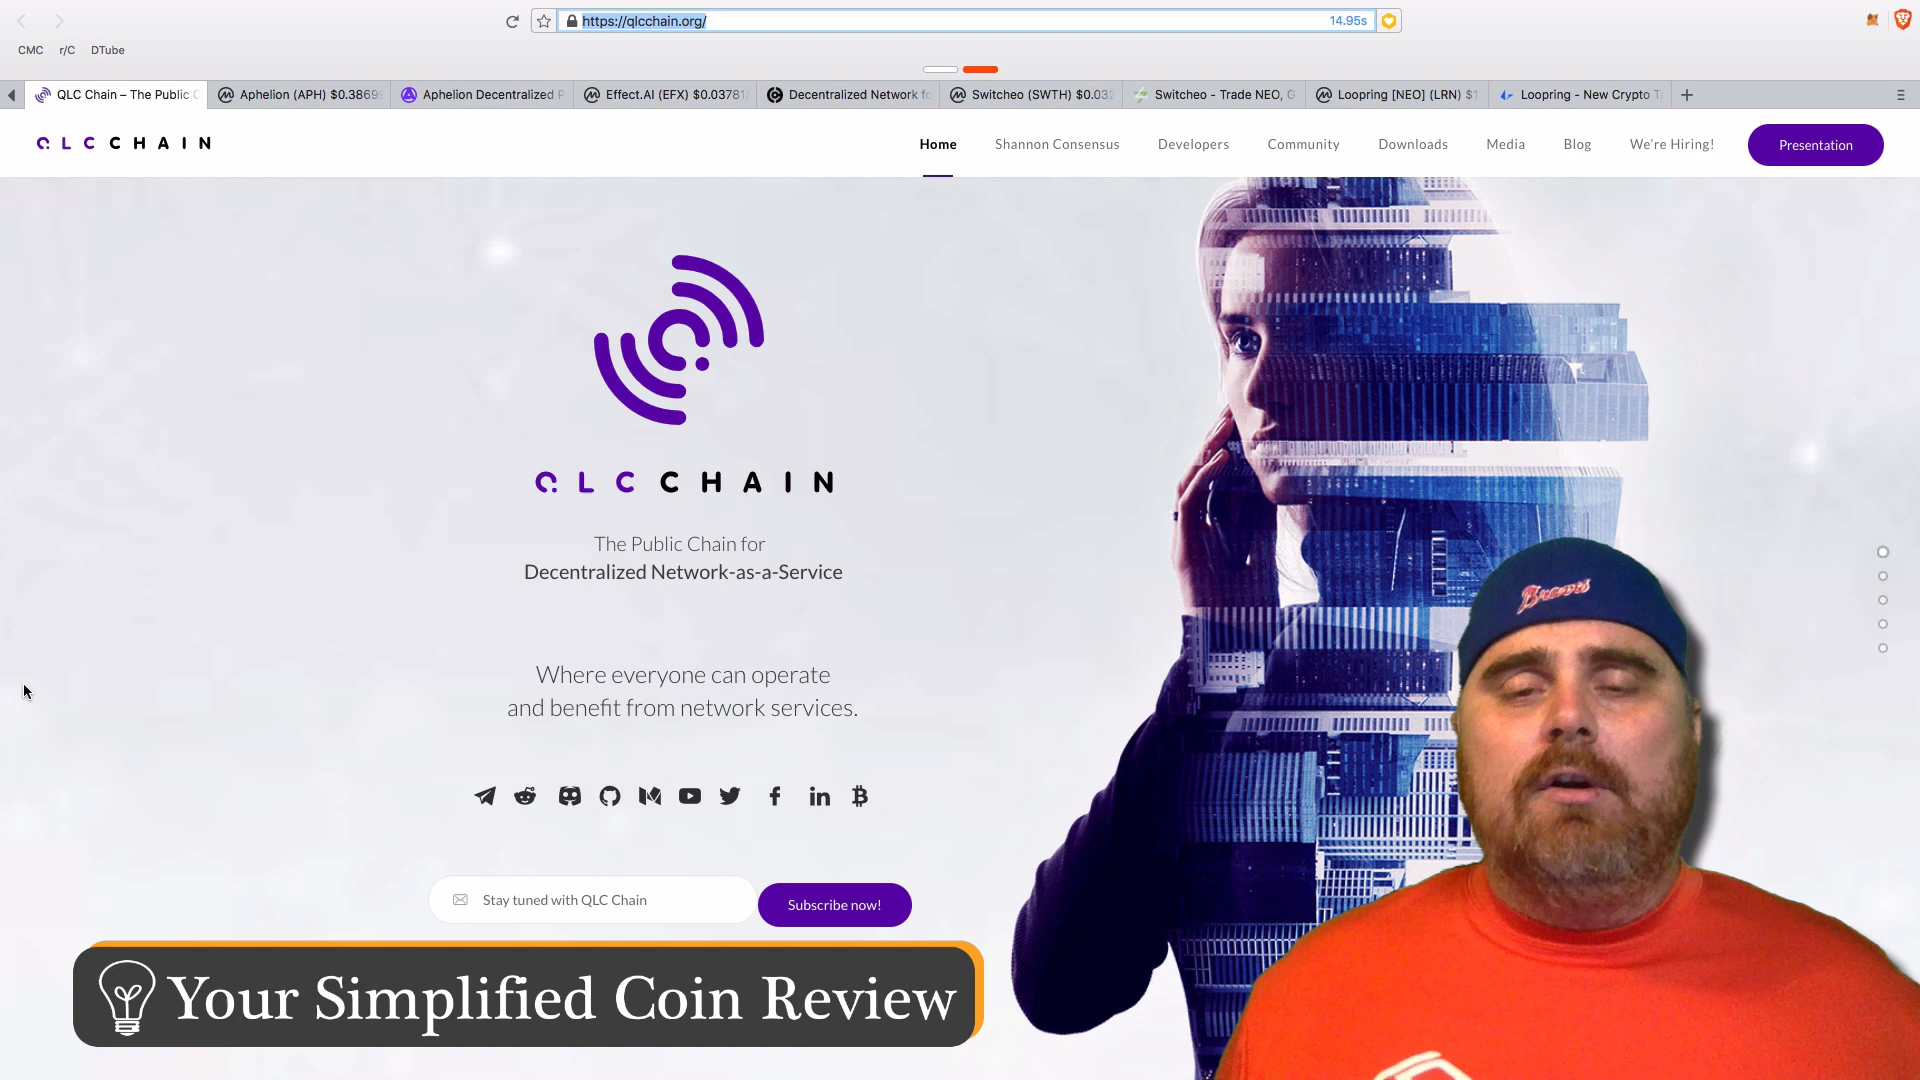 https://qlcchain.org/
14.95s
CMC r/C DTube
QLC Chain – The Public C
Aphelion (APH) $0.3869
Aphelion Decentralized P
Effect.AI (EFX) $0.0378
Decentralized Network fo
Switcheo (SWTH) $0.03
Switcheo - Trade NEO, G
Loopring [NEO] (LRN) $
Loopring - New Crypto T
QLC CHAIN
Home Shannon Consensus Developers Community Downloads Media Blog We're Hiring! Presentation
QLC CHAIN
The Public Chain for
Decentralized Network-as-a-Service
Where everyone can operate
and benefit from network services.
Stay tuned with QLC Chain
Subscribe now!
Braves
Your Simplified Coin Review